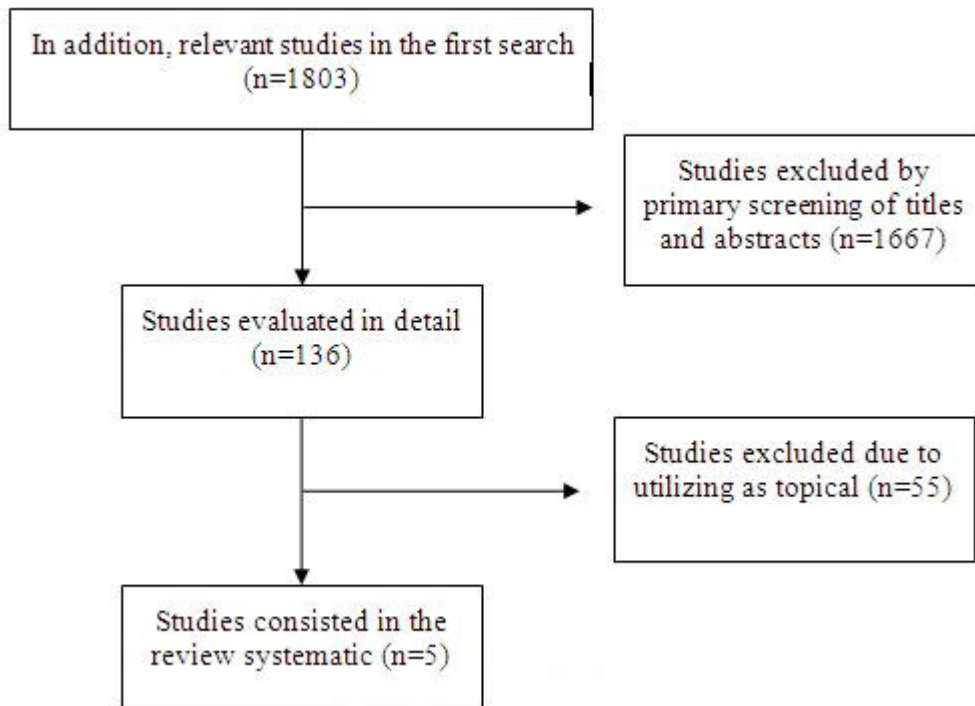 In addition, relevant studies in the first search
(n=1803)
Studies excluded by
primary screening of titles
and abstracts (n=1667)
Studies evaluated in detail
(n=136)
Studies excluded due to
utilizing as topical (n=55)
Studies consisted in the
review systematic (n=5)